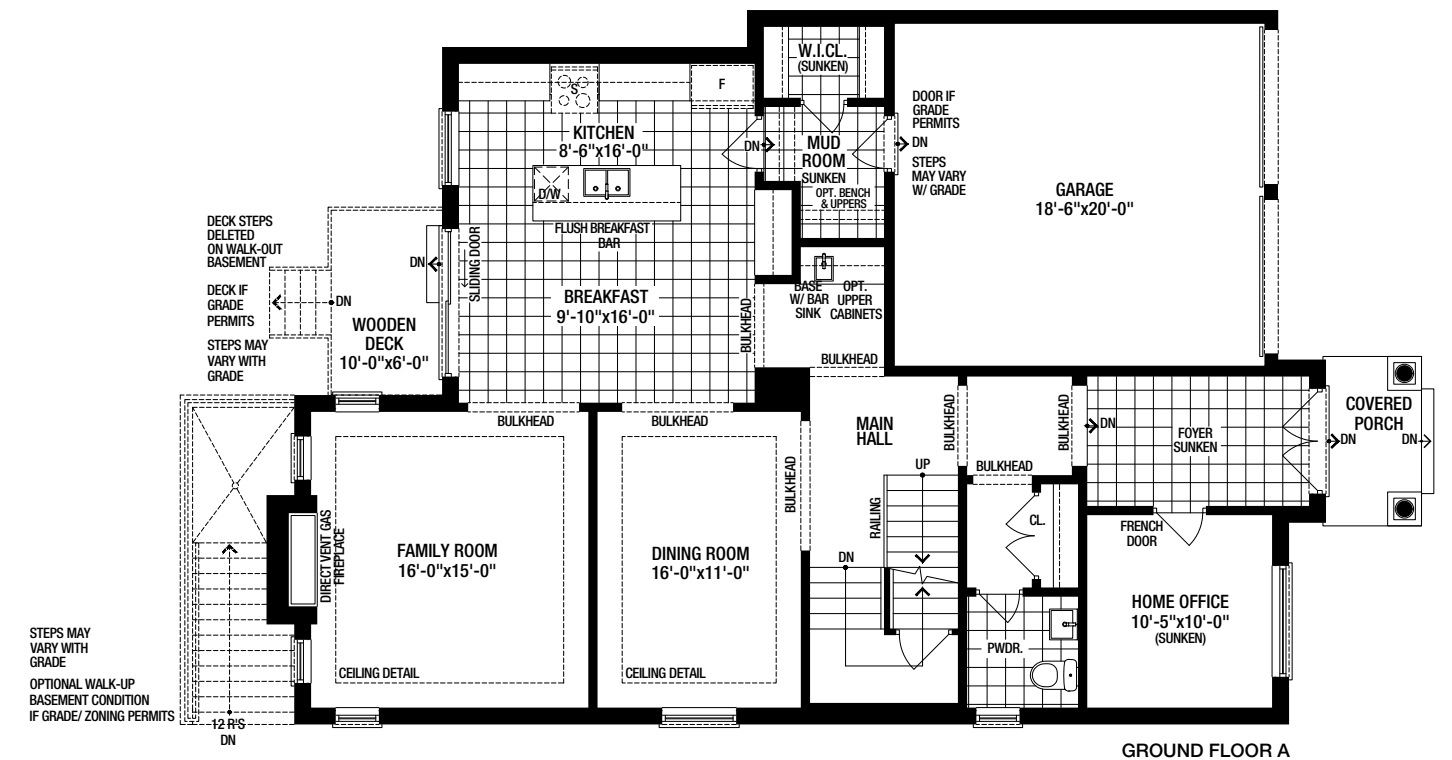 W.I.CL.
(SUNKEN)
S
F
KITCHEN
8'-6"x16'-0"
D/W
FLUSH BREAKFAST
BAR
DN
MUD
ROOM
SUNKEN
OPT. BENCH
& UPPERS
DOOR IF
GRADE
PERMITS
DN
STEPS
MAY VARY
W/ GRADE
GARAGE
18'-6"x20'-0"
DECK STEPS
DELETED
ON WALK-OUT
BASEMENT
DECK IF
GRADE
PERMITS
STEPS MAY
VARY WITH
GRADE
DN
DN
SLIDING DOOR
WOODEN
DECK
10'-0"x6'-0"
BREAKFAST
9'-10"x16'-0"
BULKHEAD
BASE
W/ BAR
SINK
OPT.
UPPER
CABINETS
BULKHEAD
BULKHEAD
BULKHEAD
BULKHEAD
MAIN
HALL
BULKHEAD
BULKHEAD
BULKHEAD
DN
FOYER
SUNKEN
DN
COVERED
PORCH
DN
UP
RAILING
DN
CL.
FRENCH
DOOR
DIRECT VENT GAS
FIREPLACE
FAMILY ROOM
16'-0"x15'-0"
CEILING DETAIL
DINING ROOM
16'-0"x11'-0"
CEILING DETAIL
PWDR.
HOME OFFICE
10'-5"x10'-0"
(SUNKEN)
STEPS MAY
VARY WITH
GRADE
OPTIONAL WALK-UP
BASEMENT CONDITION
IF GRADE/ ZONING PERMITS
12 R'S
DN
GROUND FLOOR A